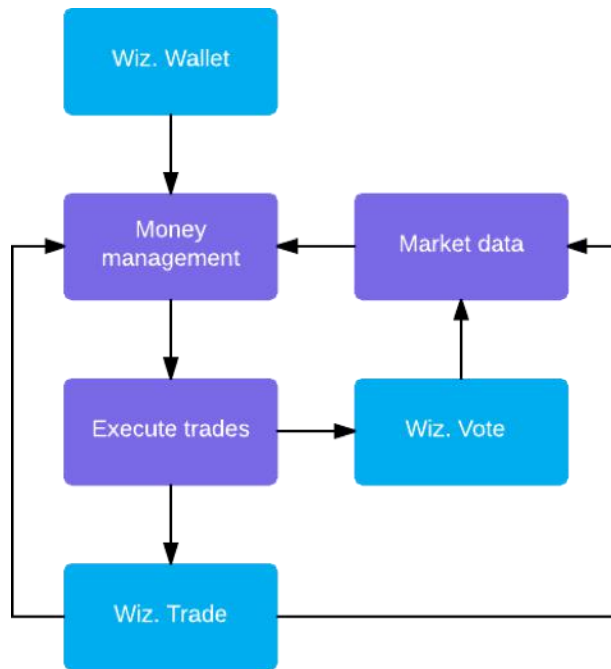 Wiz. Wallet
Money
management
Market data
Execute trades
Wiz. Vote
Wiz. Trade